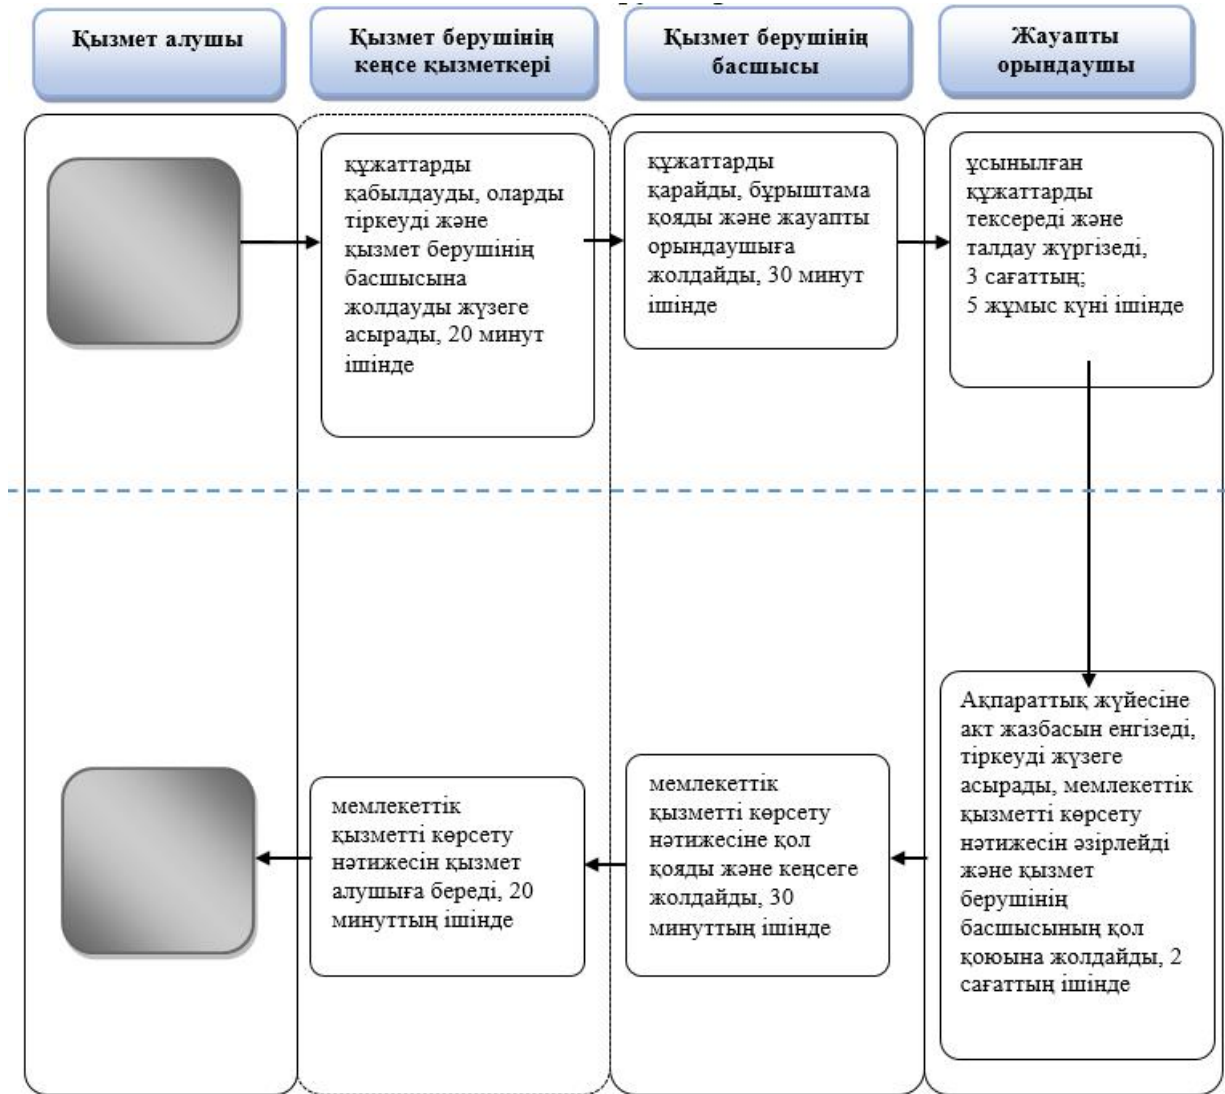 Қызмет алушы
Қызмет берушінің
кеңсе қызметкері
Қызмет берушінің
басшысы
Жауапты
орындаушы
құжаттарды
қабылдауды, оларды
тіркеуді және
қызмет берушінің
басшысына
жолдауды жүзеге
асырады, 20 минут
ішінде
құжаттарды
қарайды, бұрыштама
қояды және жауапты
орындаушыға
жолдайды, 30 минут
ішінде
ұсынылған
құжаттарды
тексереді және
талдау жүргізеді,
3 сағаттың;
5 жұмыс күні ішінде
Ақпараттық жүйесіне
акт жазбасын енгізеді,
тіркеуді жүзеге
асырады, мемлекеттік
қызметті көрсету
нәтижесін әзірлейді
және қызмет
берушінің
басшысының қол
қоюына жолдайды, 2
сағаттың ішінде
мемлекеттік
қызметті көрсету
нәтижесіне қол
қояды және кеңсеге
жолдайды, 30
минуттың ішінде
мемлекеттік
қызметті көрсету
нәтижесін қызмет
алушыға береді, 20
минуттың ішінде